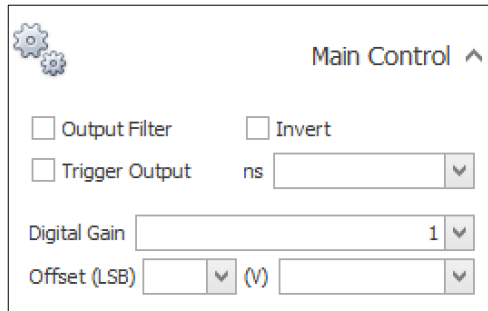 Main Control
Output Filter Invert
Trigger Output ns
Digital Gain 1
Offset (LSB) (V)